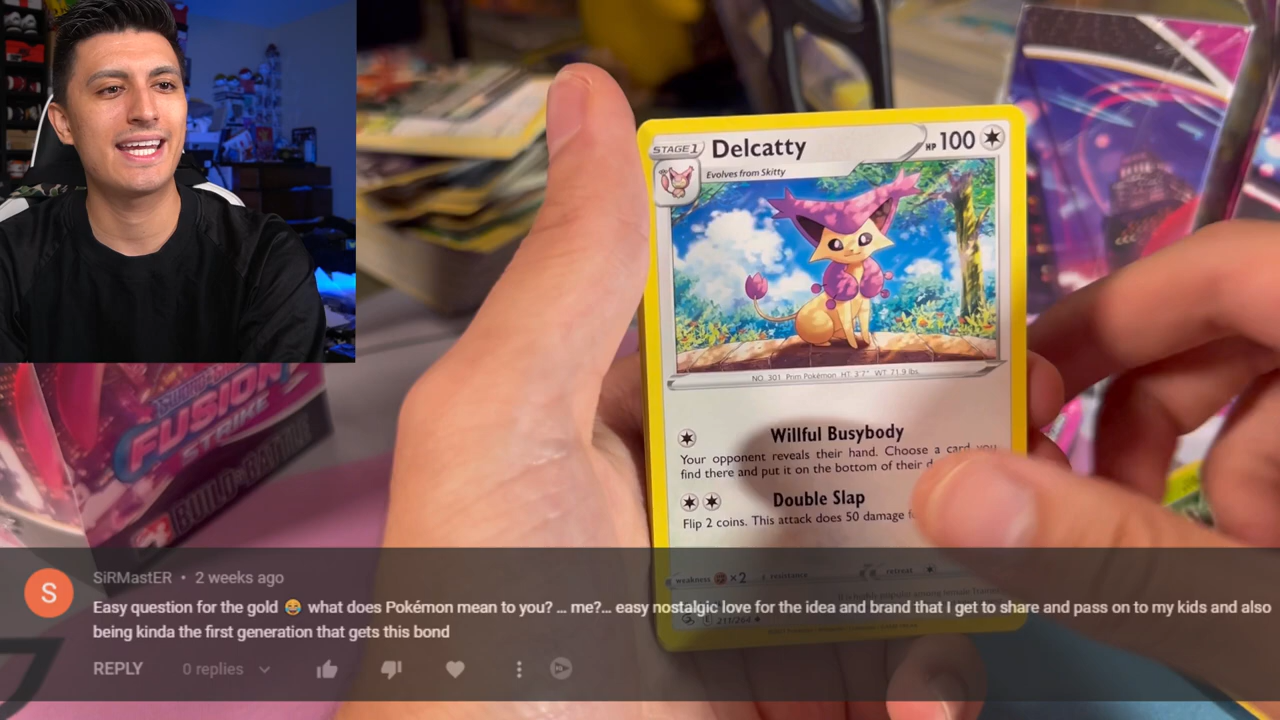 STAGE 1 Delcatty HP 100
Evolves from Skitty
NO. 301 Prim Pokémon HT: 3'7" WT: 71.9 lbs.
Willful Busybody
Your opponent reveals their hand. Choose a card you
find there and put it on the bottom of their
Double Slap
Flip 2 coins. This attack does 50 damage
weakness ×2 resistance retreat
211/264
FUSION
STRIKE
BUILD & BATTLE
SiRMastER • 2 weeks ago
Easy question for the gold 😂 what does Pokémon mean to you? ... me?... easy nostalgic love for the idea and brand that I get to share and pass on to my kids and also
being kinda the first generation that gets this bond
REPLY 0 replies